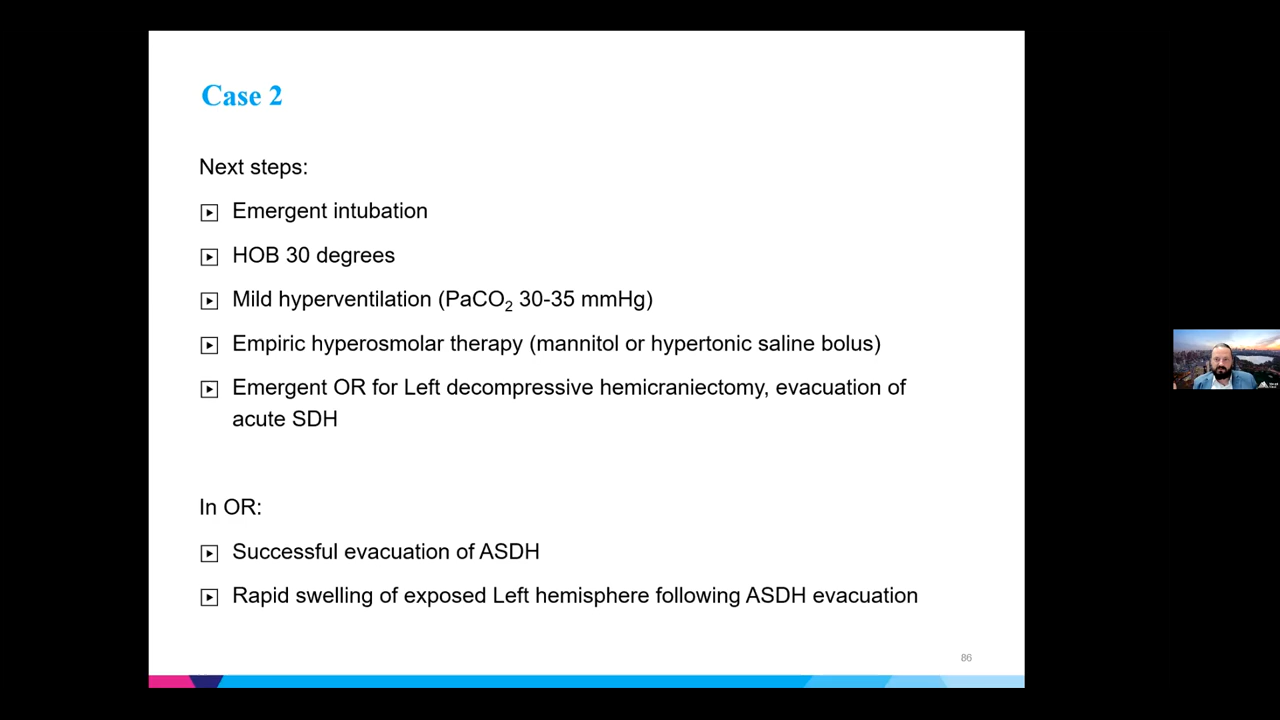 Case 2
Next steps:
Emergent intubation
HOB 30 degrees
Mild hyperventilation (PaCO₂ 30-35 mmHg)
Empiric hyperosmolar therapy (mannitol or hypertonic saline bolus)
Emergent OR for Left decompressive hemicraniectomy, evacuation of
acute SDH
In OR:
Successful evacuation of ASDH
Rapid swelling of exposed Left hemisphere following ASDH evacuation
86